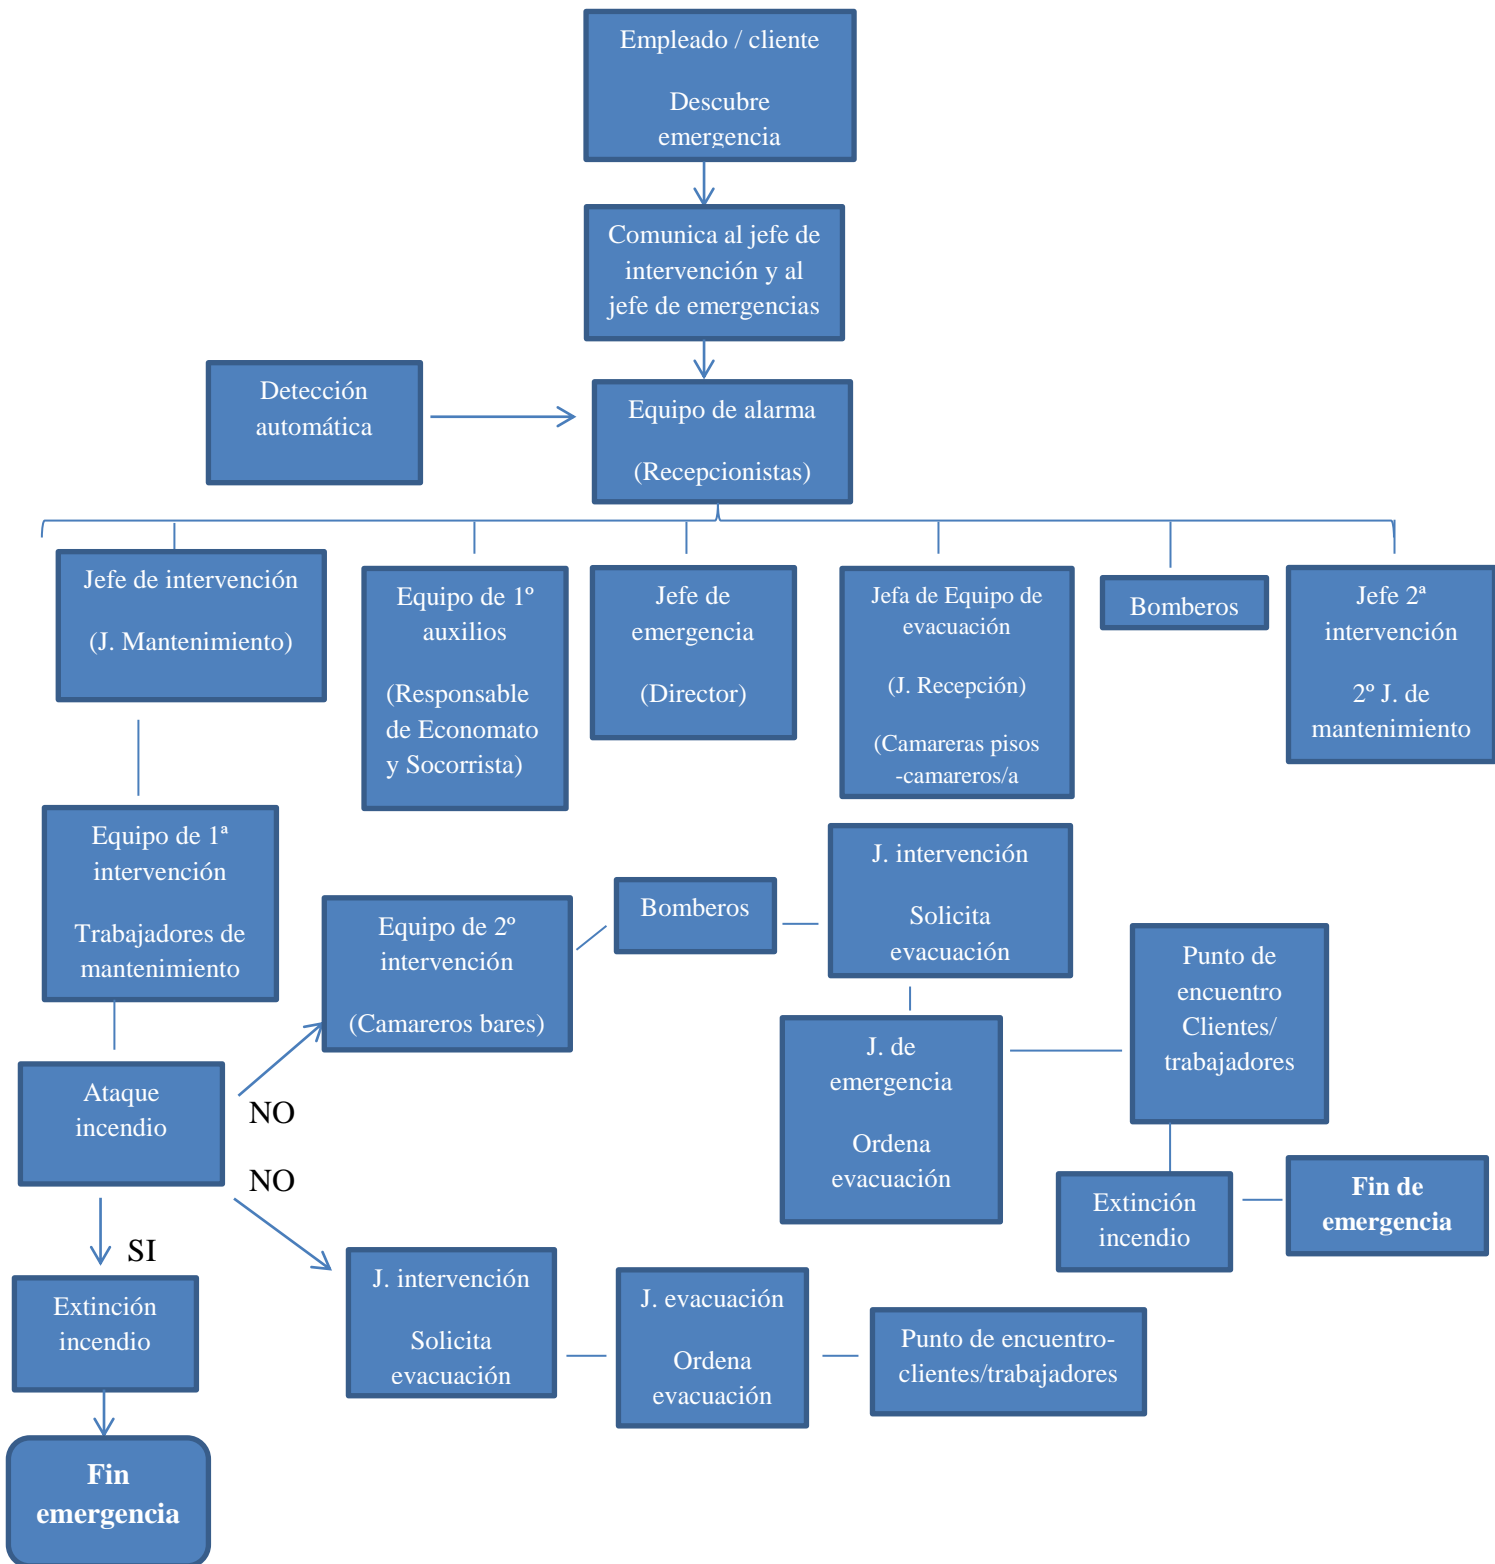 Empleado / cliente
Descubre
emergencia
Comunica al jefe de
intervención y al
jefe de emergencias
Detección
automática
Equipo de alarma
(Recepcionistas)
Jefe de intervención
(J. Mantenimiento)
Equipo de 1º
auxilios
(Responsable
de Economato
y Socorrista)
Jefe de
emergencia
(Director)
Jefa de Equipo de
evacuación
(J. Recepción)
(Camareras pisos
-camareros/a
Bomberos
Jefe 2ª
intervención
2º J. de
mantenimiento
Equipo de 1ª
intervención
Trabajadores de
mantenimiento
Equipo de 2º
intervención
(Camareros bares)
Bomberos
J. intervención
Solicita
evacuación
Punto de
encuentro
Clientes/
trabajadores
J. de
emergencia
Ordena
evacuación
Ataque
incendio
NO
NO
SI
Extinción
incendio
Fin de
emergencia
J. intervención
Solicita
evacuación
J. evacuación
Ordena
evacuación
Punto de encuentro-
clientes/trabajadores
Extinción
incendio
Fin
emergencia